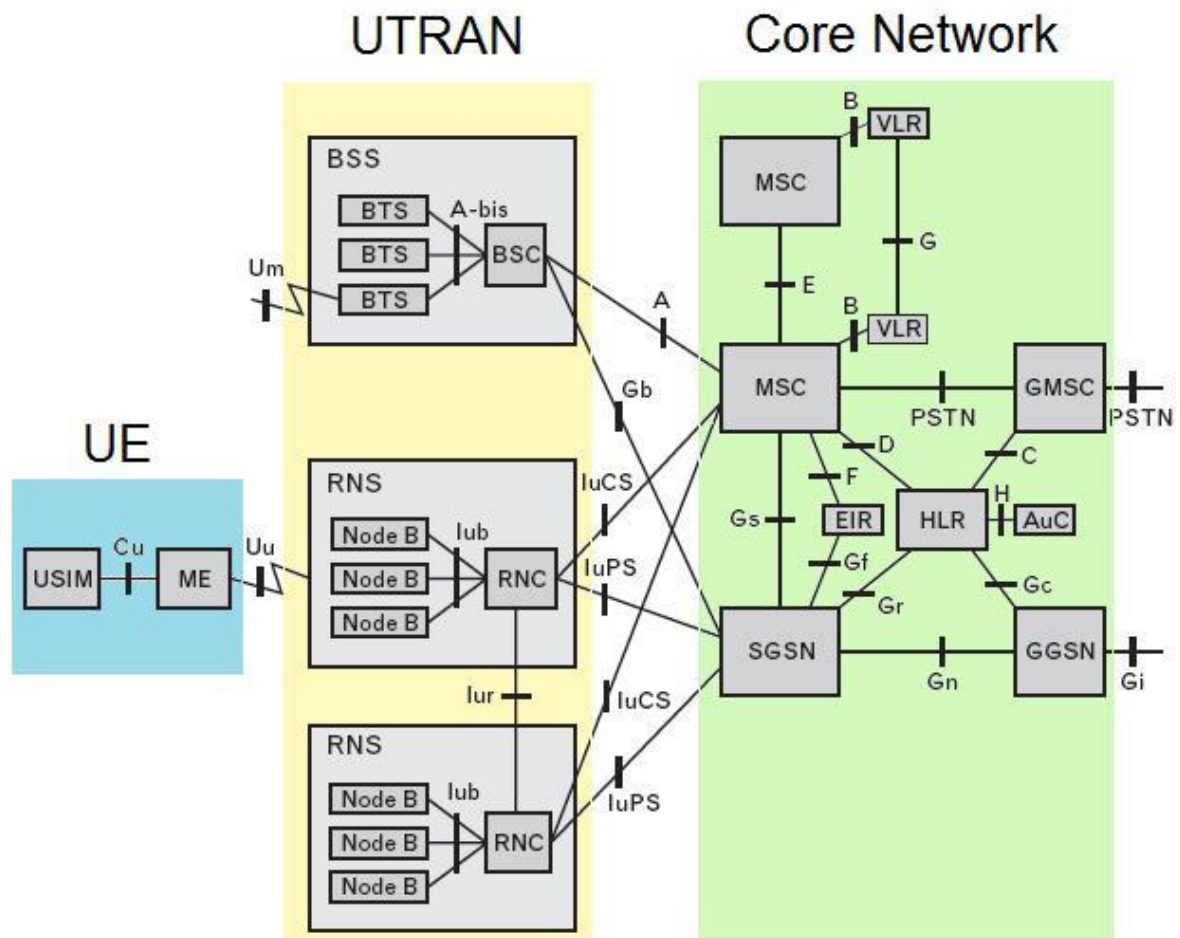 UTRAN
Core Network
BSS
BTS
BTS
BTS
A-bis
BSC
Um
A
Gb
B
VLR
MSC
G
E
B
VLR
MSC
GMSC
PSTN
PSTN
D
C
F
UE
USIM
Cu
ME
Uu
RNS
Node B
Node B
Node B
Iub
RNC
IuCS
IuPS
Gs
EIR
HLR
H
AuC
Gf
Gr
Gc
SGSN
GGSN
Gn
Gi
Iur
IuCS
IuPS
RNS
Node B
Node B
Node B
Iub
RNC